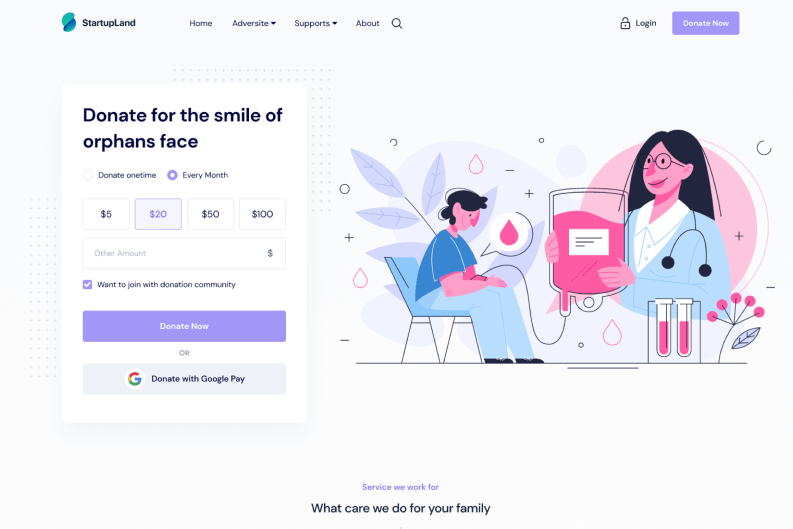 StartupLand
Home
Adversite
Supports
About
Login
Donate Now
Donate for the smile of
orphans face
Donate onetime
Every Month
$5
$20
$50
$100
Other Amount
$
Want to join with donation community
Donate Now
OR
Donate with Google Pay
Service we work for
What care we do for your family